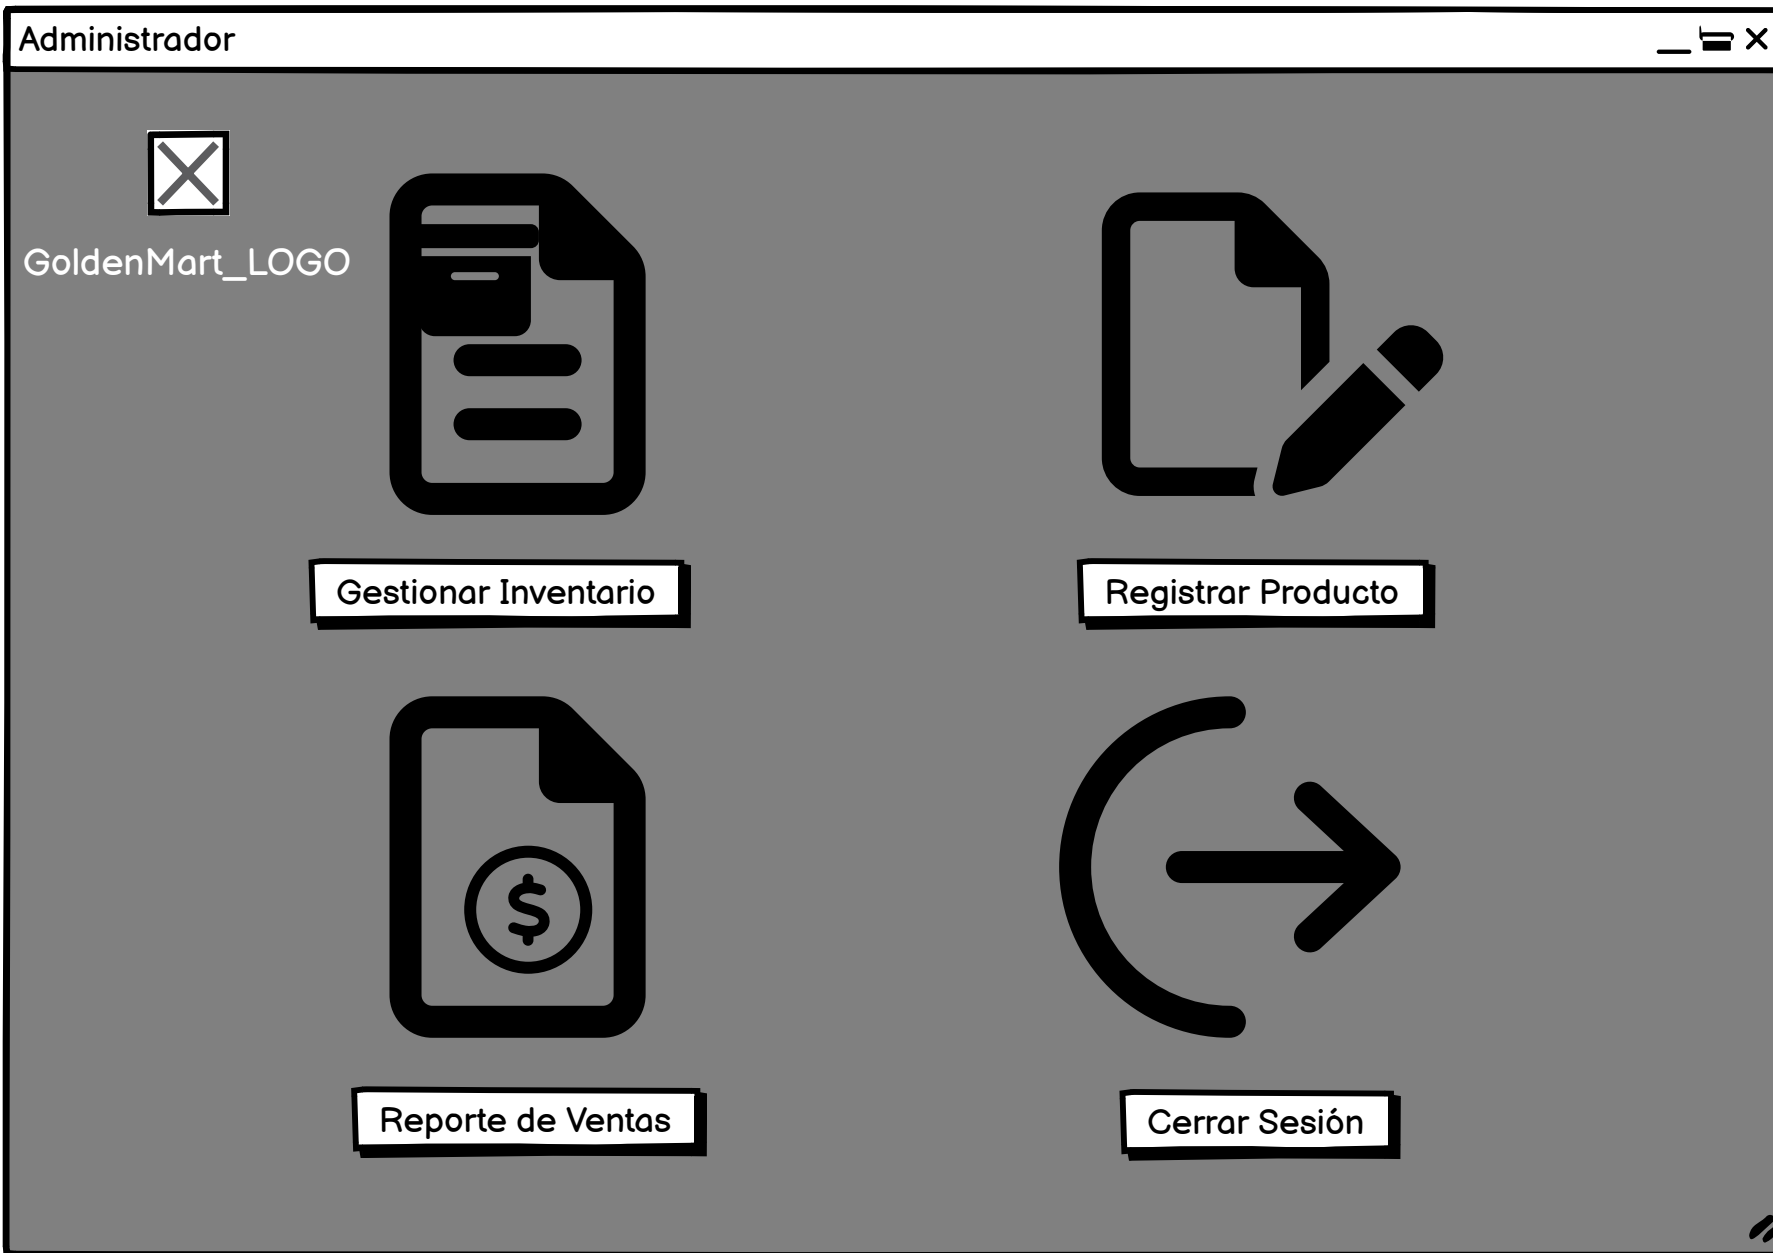 Administrador
GoldenMart_LOGO
Gestionar Inventario
Registrar Producto
$
Reporte de Ventas
Cerrar Sesión